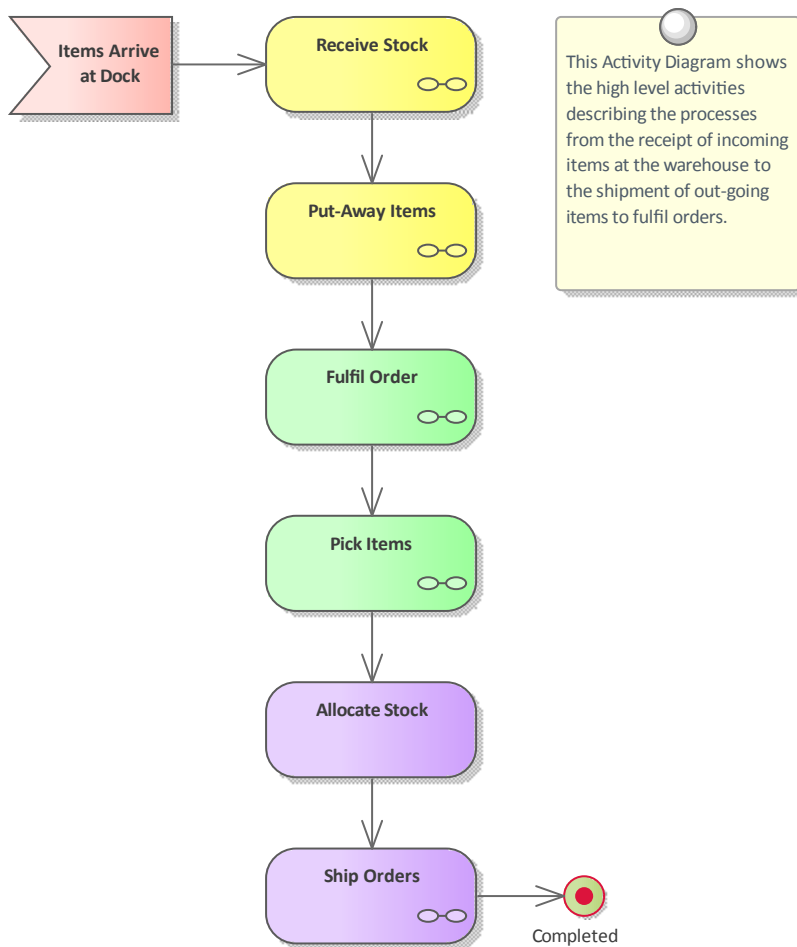 Items Arrive
at Dock
Receive Stock
This Activity Diagram shows
the high level activities
describing the processes
from the receipt of incoming
items at the warehouse to
the shipment of out-going
items to fulfil orders.
Put-Away Items
Fulfil Order
Pick Items
Allocate Stock
Ship Orders
Completed